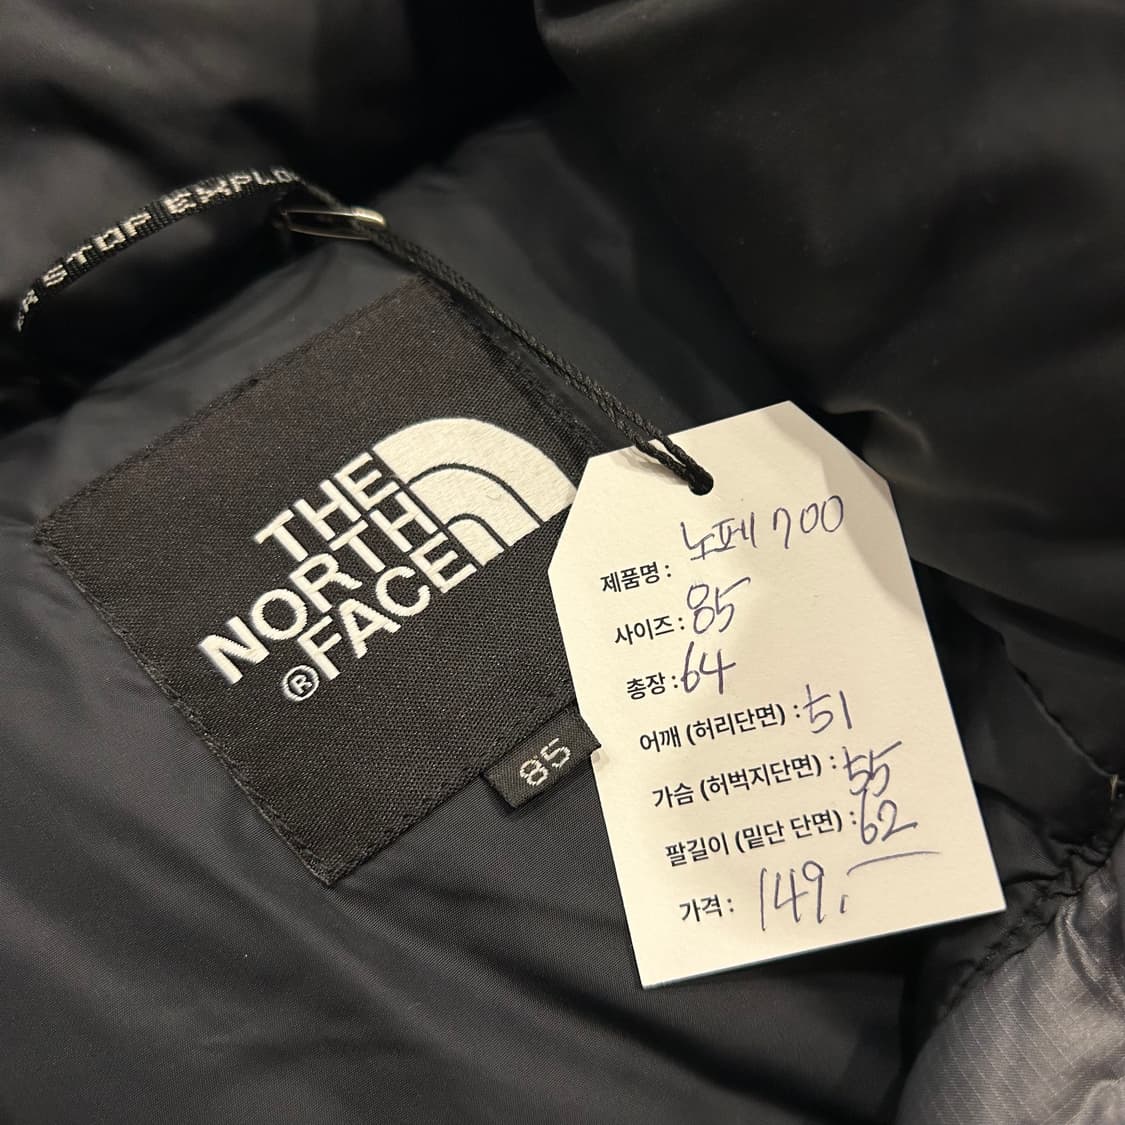 R STOP EXPLO
THE
NORTH
FACE
®
85
제품명 : 노페 700
사이즈 : 85
총장 : 64
어깨 (허리단면) : 51
가슴 (허벅지단면) : 55
팔길이 (밑단 단면) : 62
가격 : 149,-